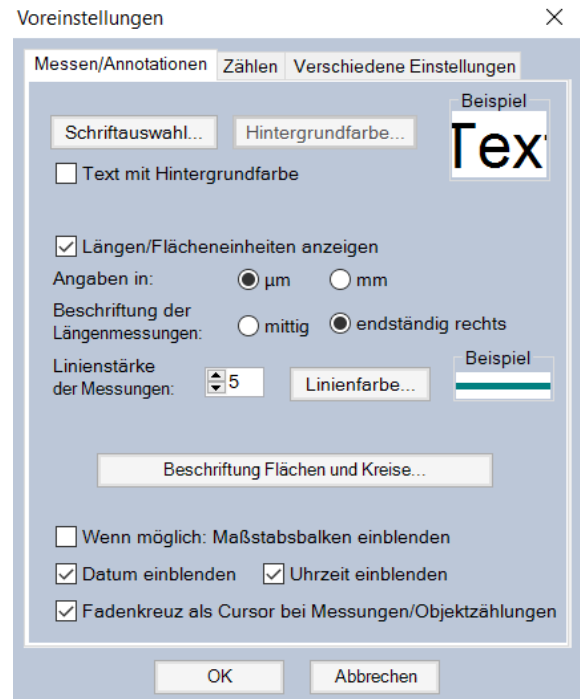 Voreinstellungen
Messen/Annotationen Zählen Verschiedene Einstellungen
Beispiel
Schriftauswahl... Hintergrundfarbe...
Text mit Hintergrundfarbe
Längen/Flächeneinheiten anzeigen
Angaben in: µm mm
Beschriftung der
Längenmessungen: mittig endständig rechts
Linienstärke
der Messungen: 5 Linienfarbe... Beispiel
Beschriftung Flächen und Kreise...
Wenn möglich: Maßstabsbalken einblenden
Datum einblenden Uhrzeit einblenden
Fadenkreuz als Cursor bei Messungen/Objektzählungen
OK Abbrechen